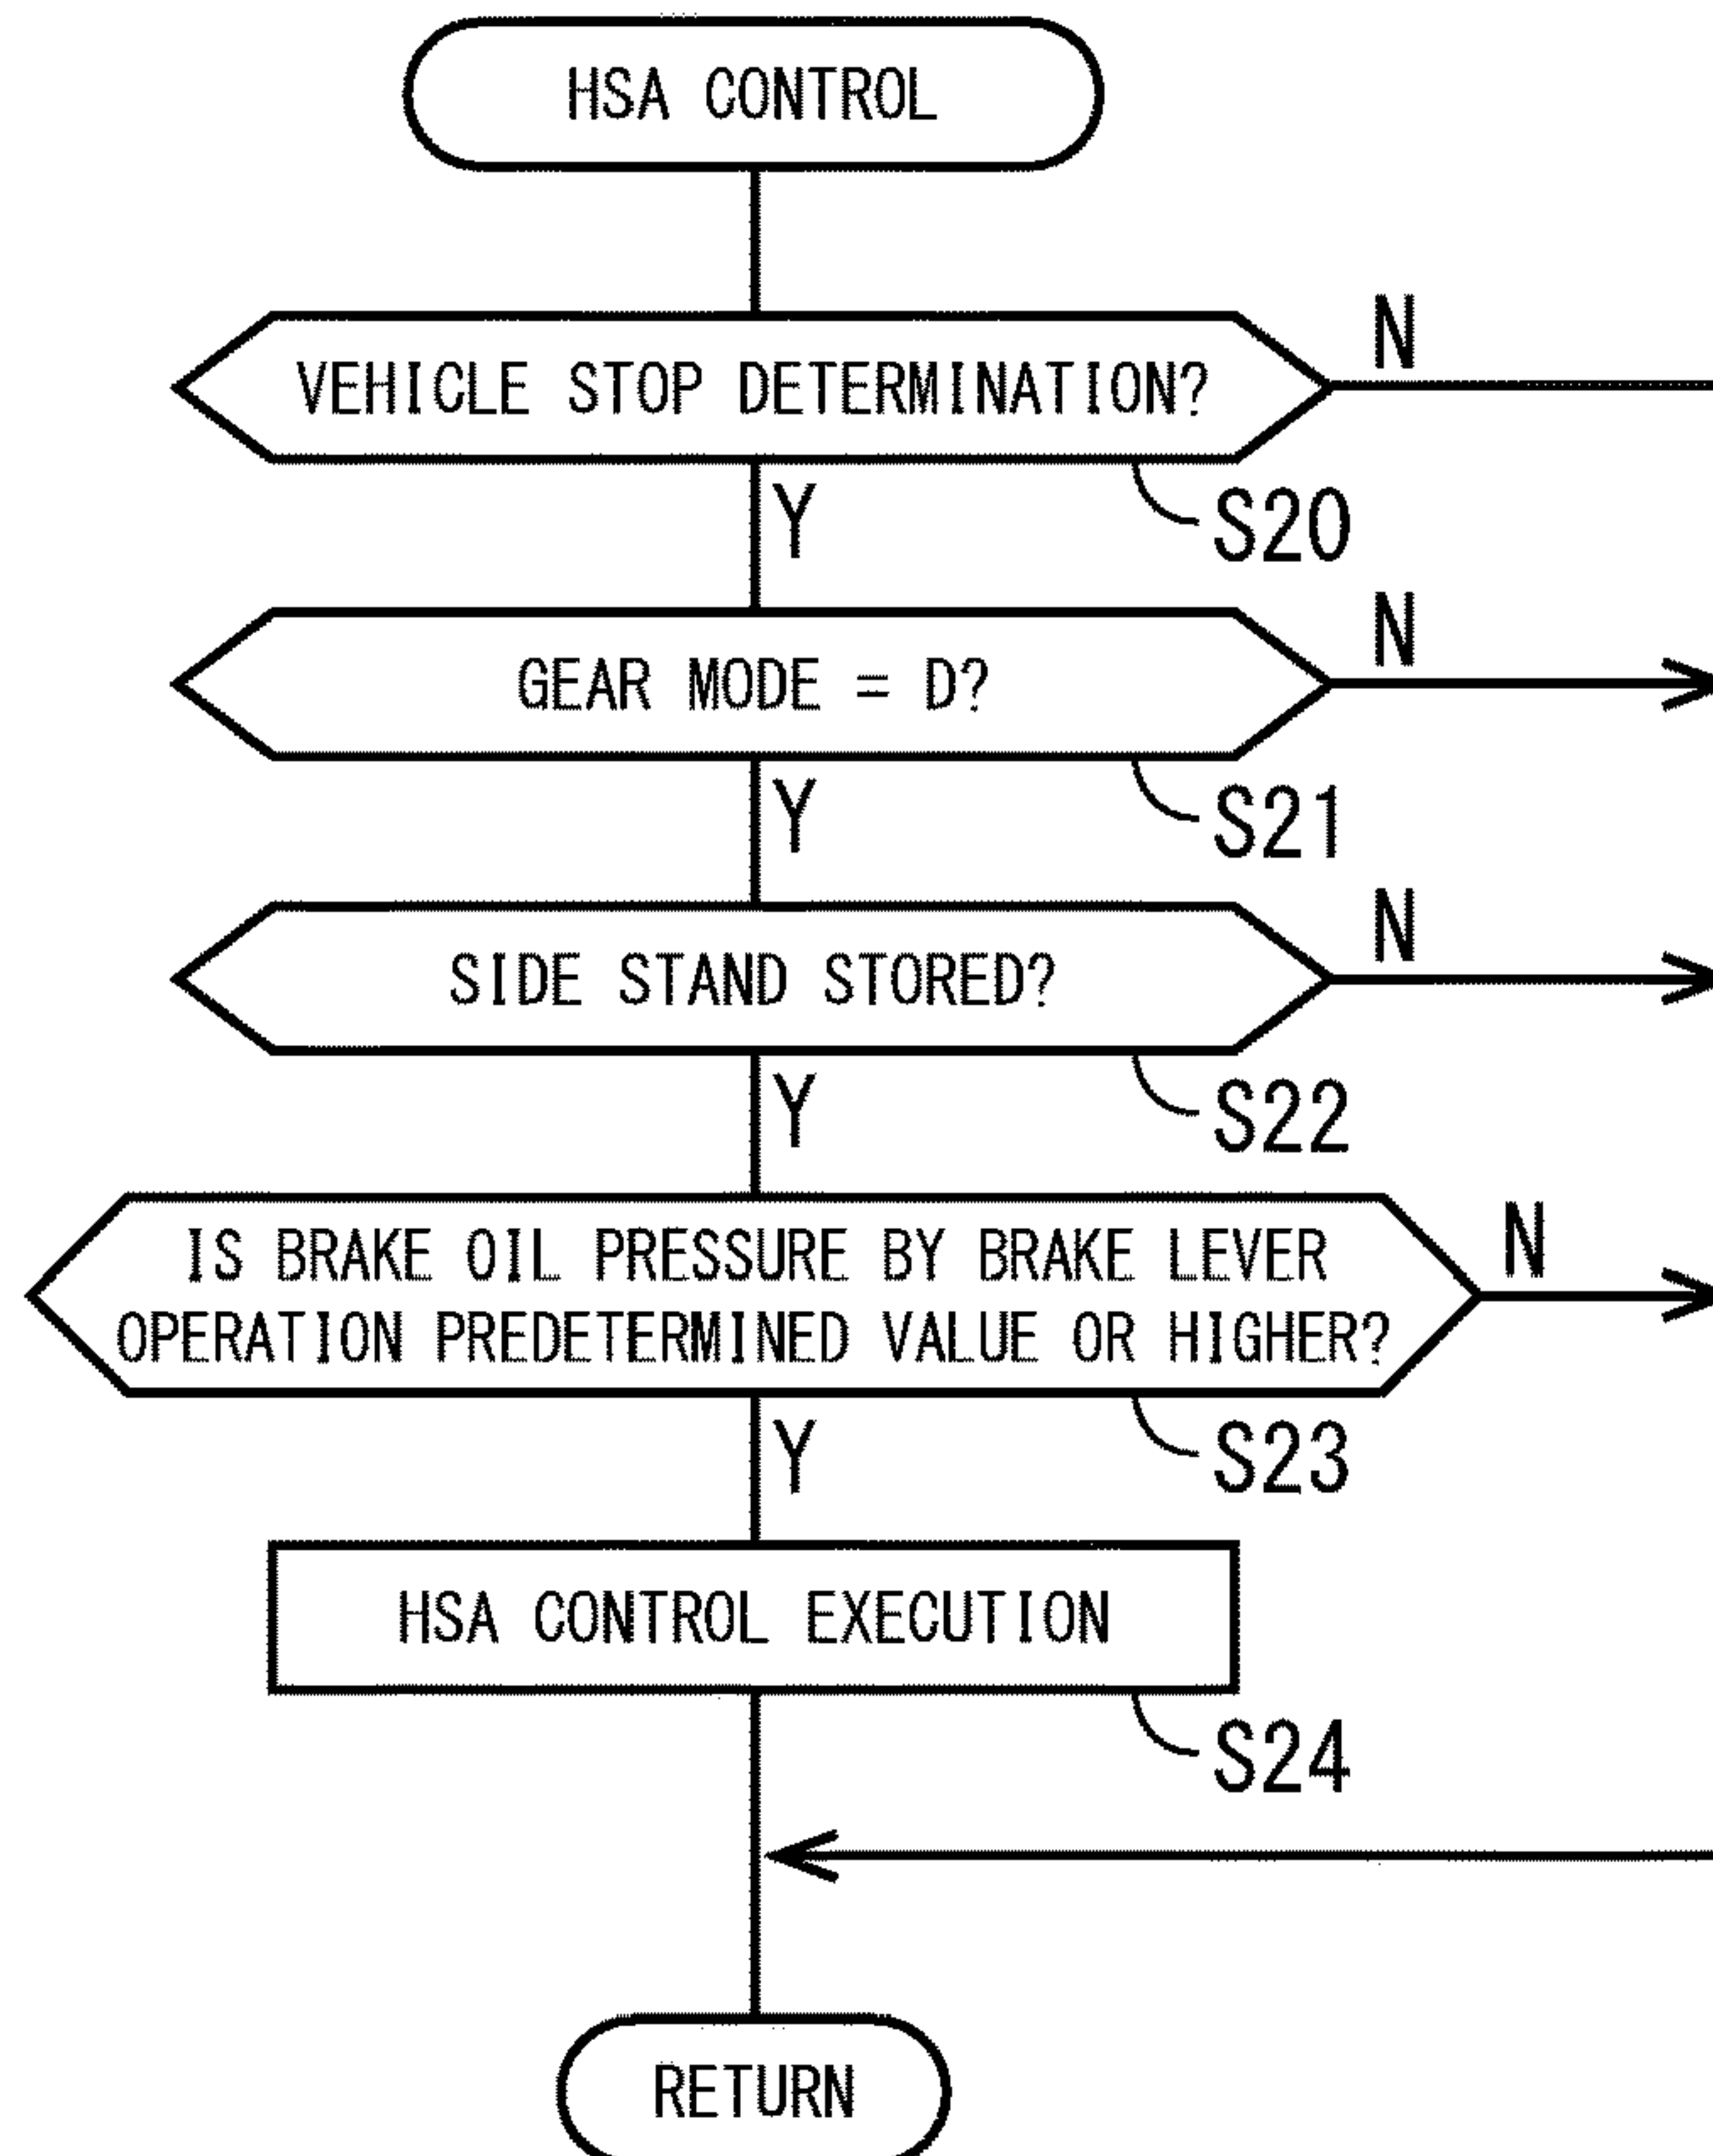 HSA CONTROL
VEHICLE STOP DETERMINATION?
N
Y
S20
GEAR MODE = D?
N
Y
S21
SIDE STAND STORED?
N
Y
S22
IS BRAKE OIL PRESSURE BY BRAKE LEVER
OPERATION PREDETERMINED VALUE OR HIGHER?
N
Y
S23
HSA CONTROL EXECUTION
S24
RETURN